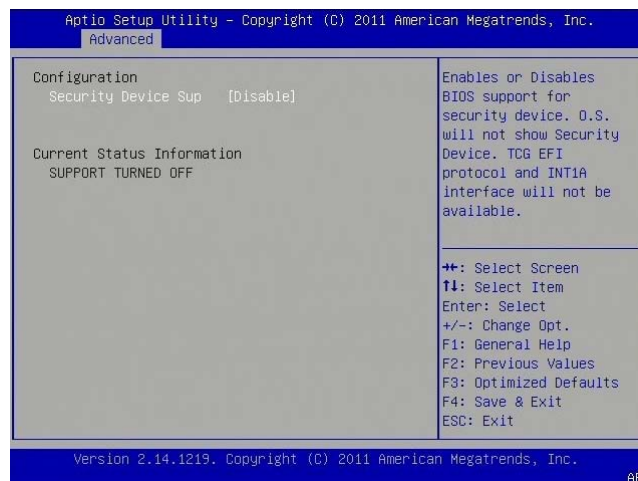 Aptio Setup Utility – Copyright (C) 2011 American Megatrends, Inc.
Advanced
Configuration
Security Device Sup [Disable]
Current Status Information
SUPPORT TURNED OFF
Enables or Disables
BIOS support for
security device. O.S.
will not show Security
Device. TCG EFI
protocol and INT1A
interface will not be
available.
→←: Select Screen
↑↓: Select Item
Enter: Select
+/-: Change Opt.
F1: General Help
F2: Previous Values
F3: Optimized Defaults
F4: Save & Exit
ESC: Exit
Version 2.14.1219. Copyright (C) 2011 American Megatrends, Inc.